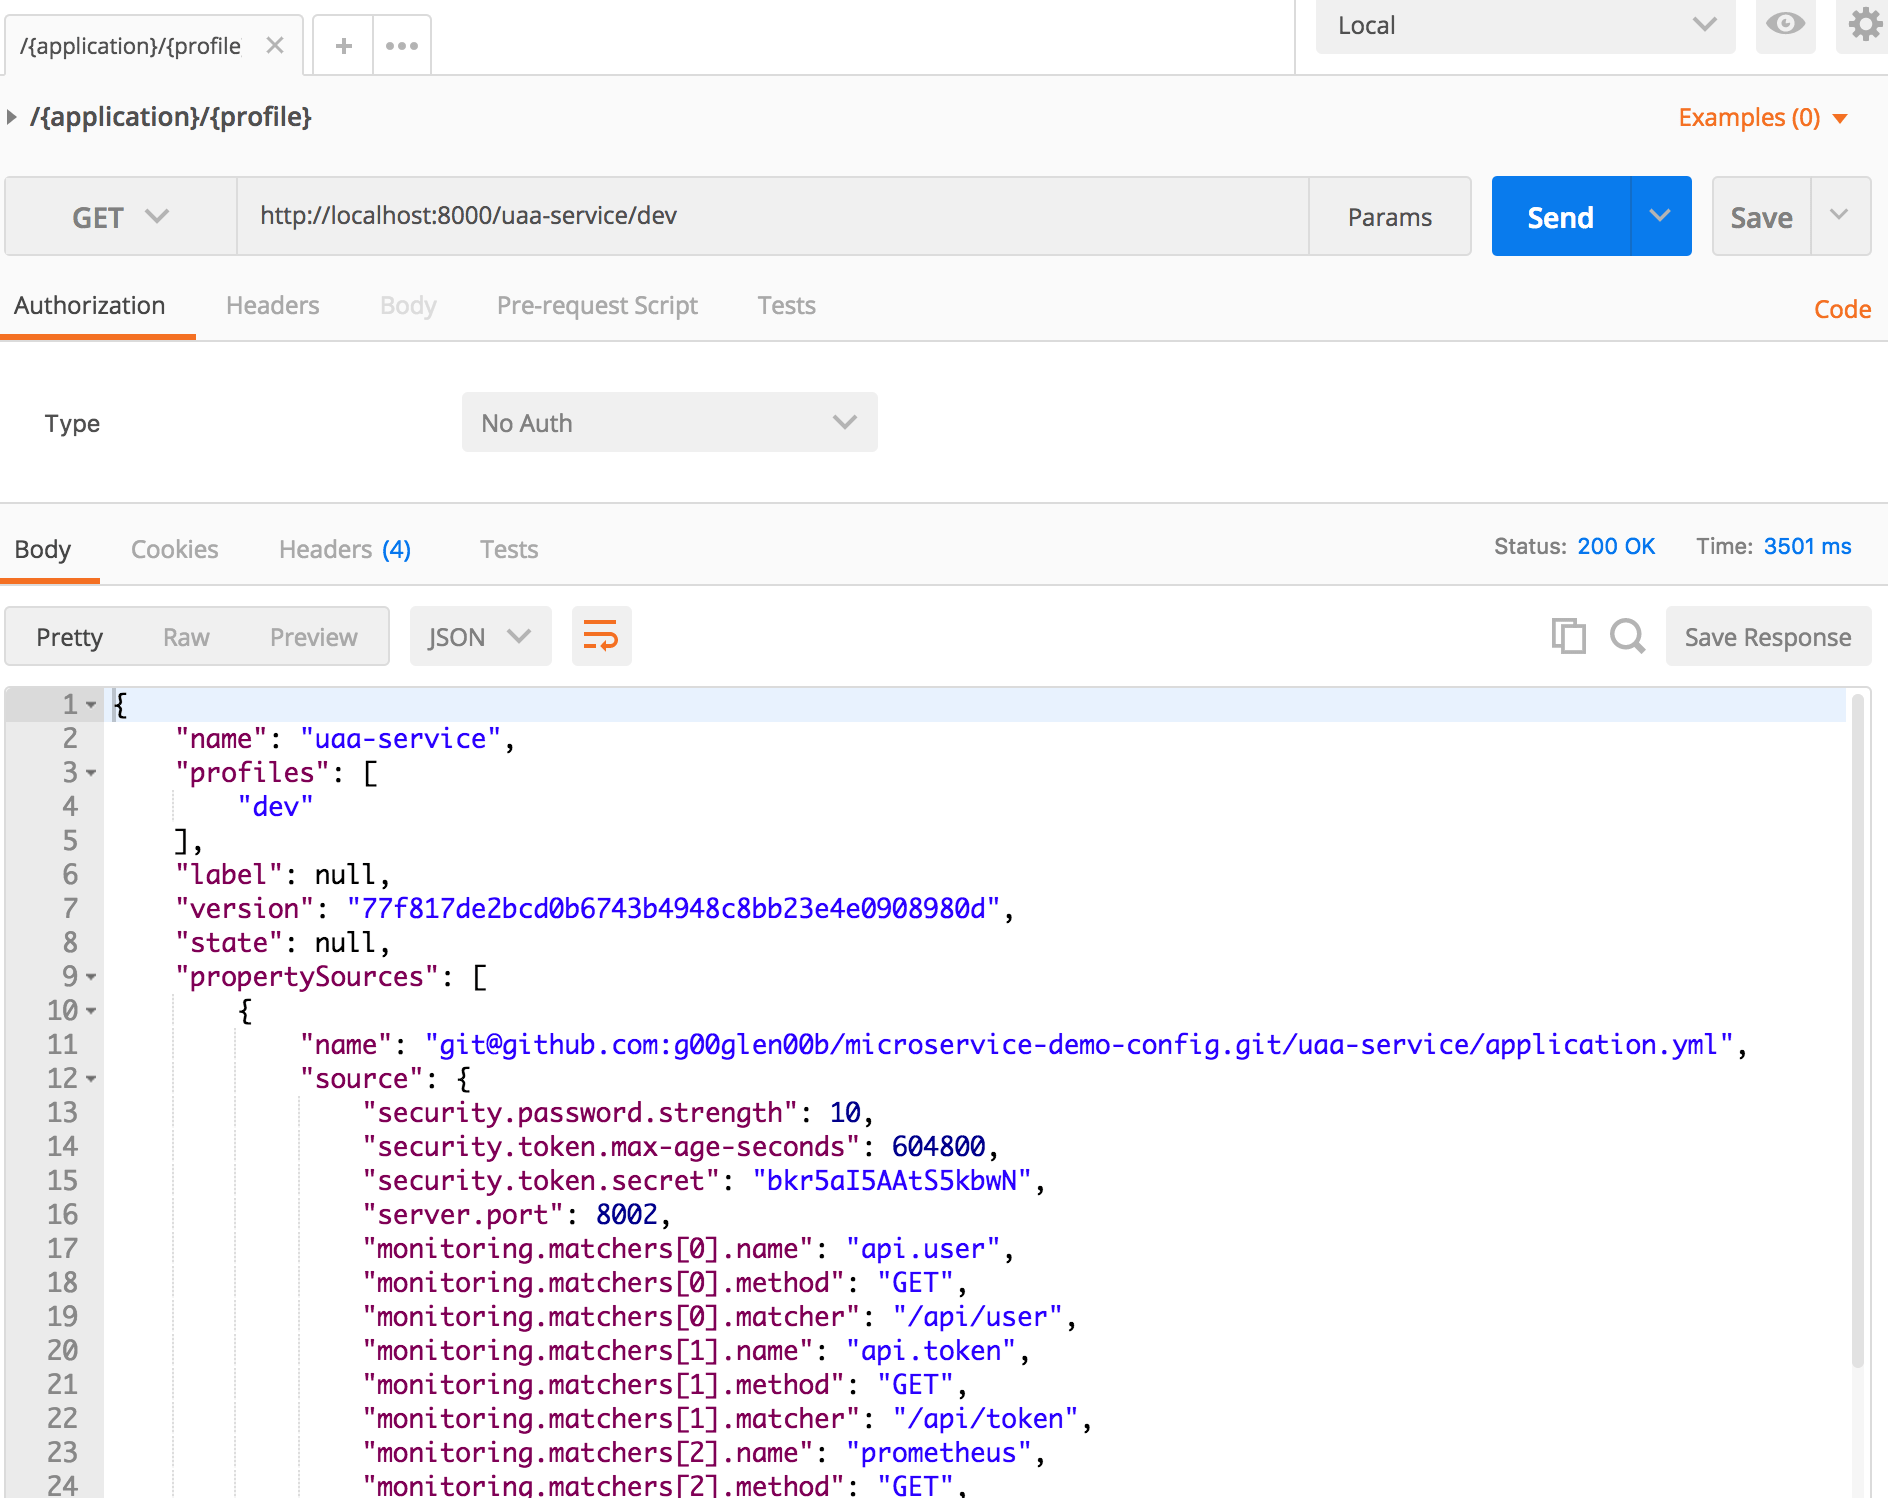 /{application}/{profile
Local
/{application}/{profile}
Examples (0)
GET http://localhost:8000/uaa-service/dev Params Send Save
Authorization Headers Body Pre-request Script Tests Code
Type No Auth
Body Cookies Headers (4) Tests Status: 200 OK Time: 3501 ms
Pretty Raw Preview JSON Save Response
1 {
2 "name": "uaa-service",
3 "profiles": [
4 "dev"
5 ],
6 "label": null,
7 "version": "77f817de2bcd0b6743b4948c8bb23e4e0908980d",
8 "state": null,
9 "propertySources": [
10 {
11 "name": "git@github.com:g00glen00b/microservice-demo-config.git/uaa-service/application.yml",
12 "source": {
13 "security.password.strength": 10,
14 "security.token.max-age-seconds": 604800,
15 "security.token.secret": "bkr5aI5AAtS5kbwN",
16 "server.port": 8002,
17 "monitoring.matchers[0].name": "api.user",
18 "monitoring.matchers[0].method": "GET",
19 "monitoring.matchers[0].matcher": "/api/user",
20 "monitoring.matchers[1].name": "api.token",
21 "monitoring.matchers[1].method": "GET",
22 "monitoring.matchers[1].matcher": "/api/token",
23 "monitoring.matchers[2].name": "prometheus",
24 "monitoring.matchers[2].method": "GET",